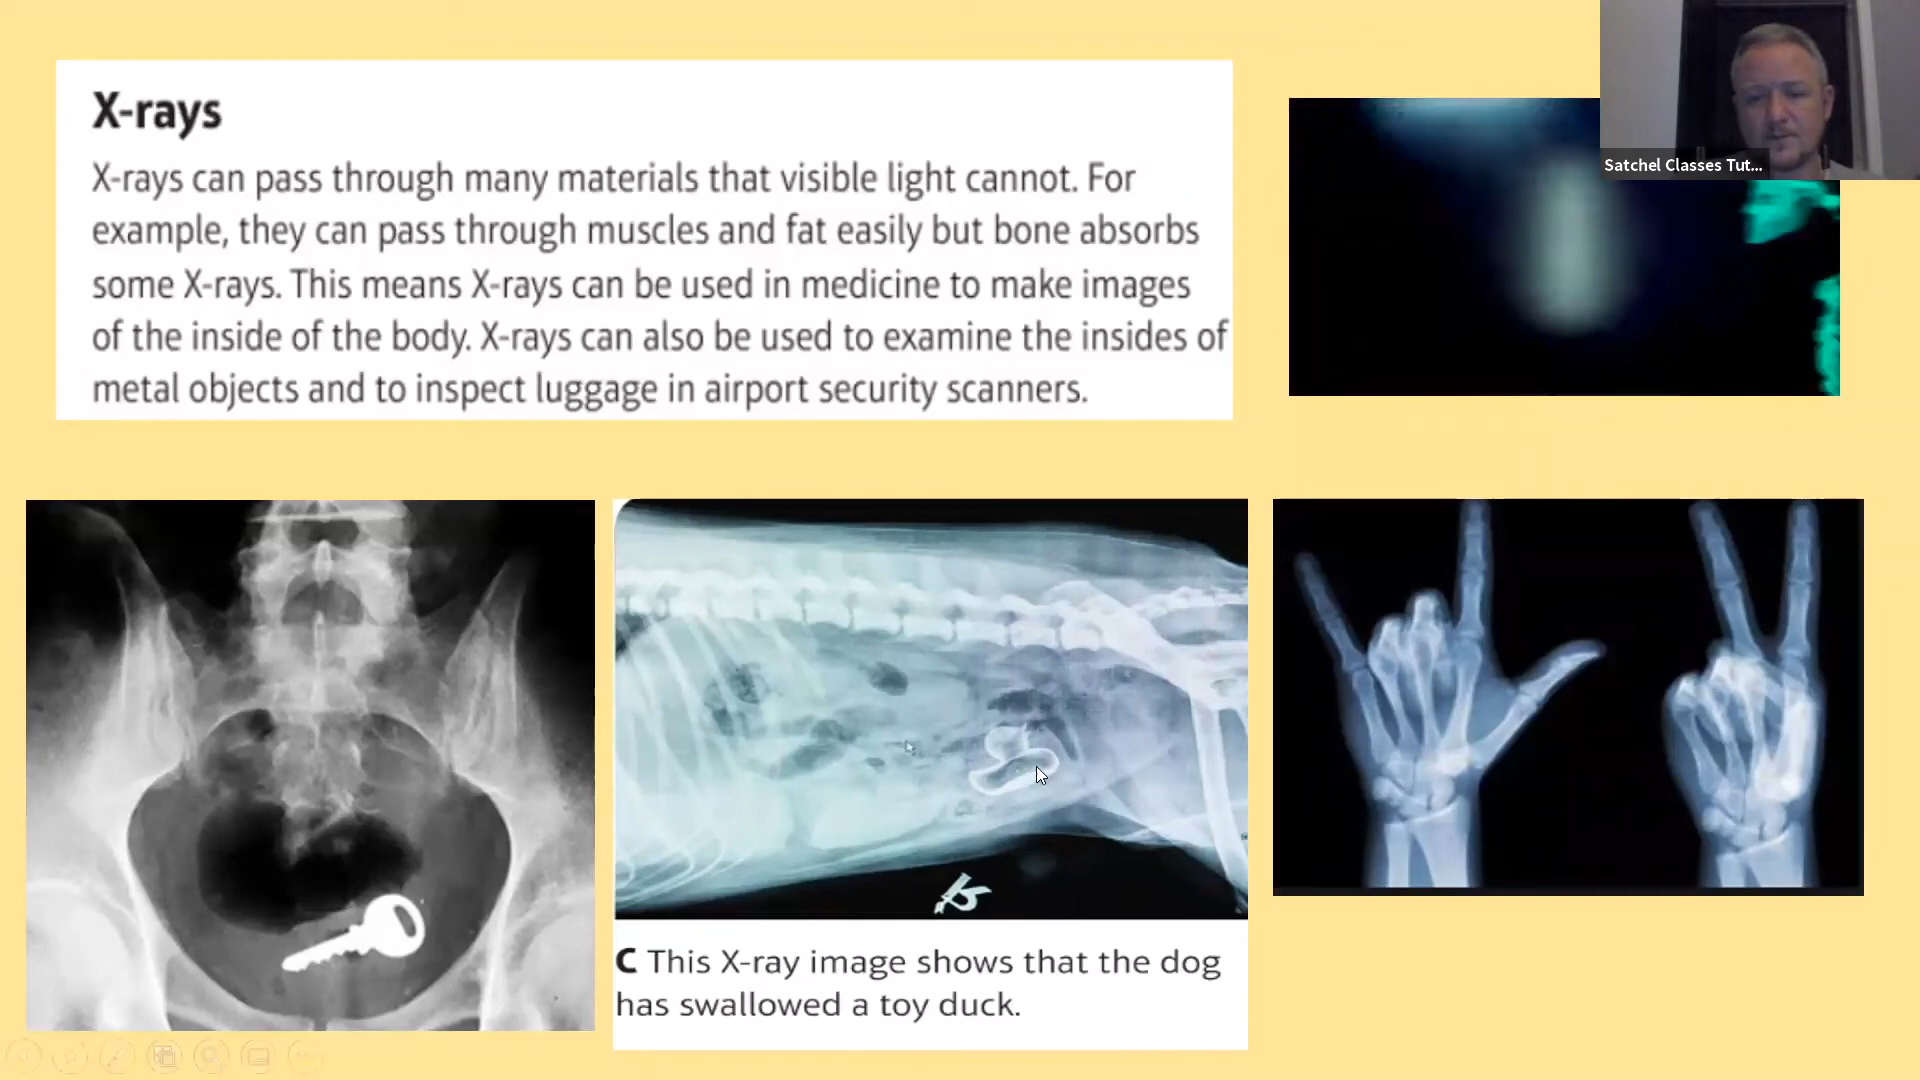 X-rays
X-rays can pass through many materials that visible light cannot. For
example, they can pass through muscles and fat easily but bone absorbs
some X-rays. This means X-rays can be used in medicine to make images
of the inside of the body. X-rays can also be used to examine the insides of
metal objects and to inspect luggage in airport security scanners.
Satchel Classes Tut...
C This X-ray image shows that the dog
has swallowed a toy duck.